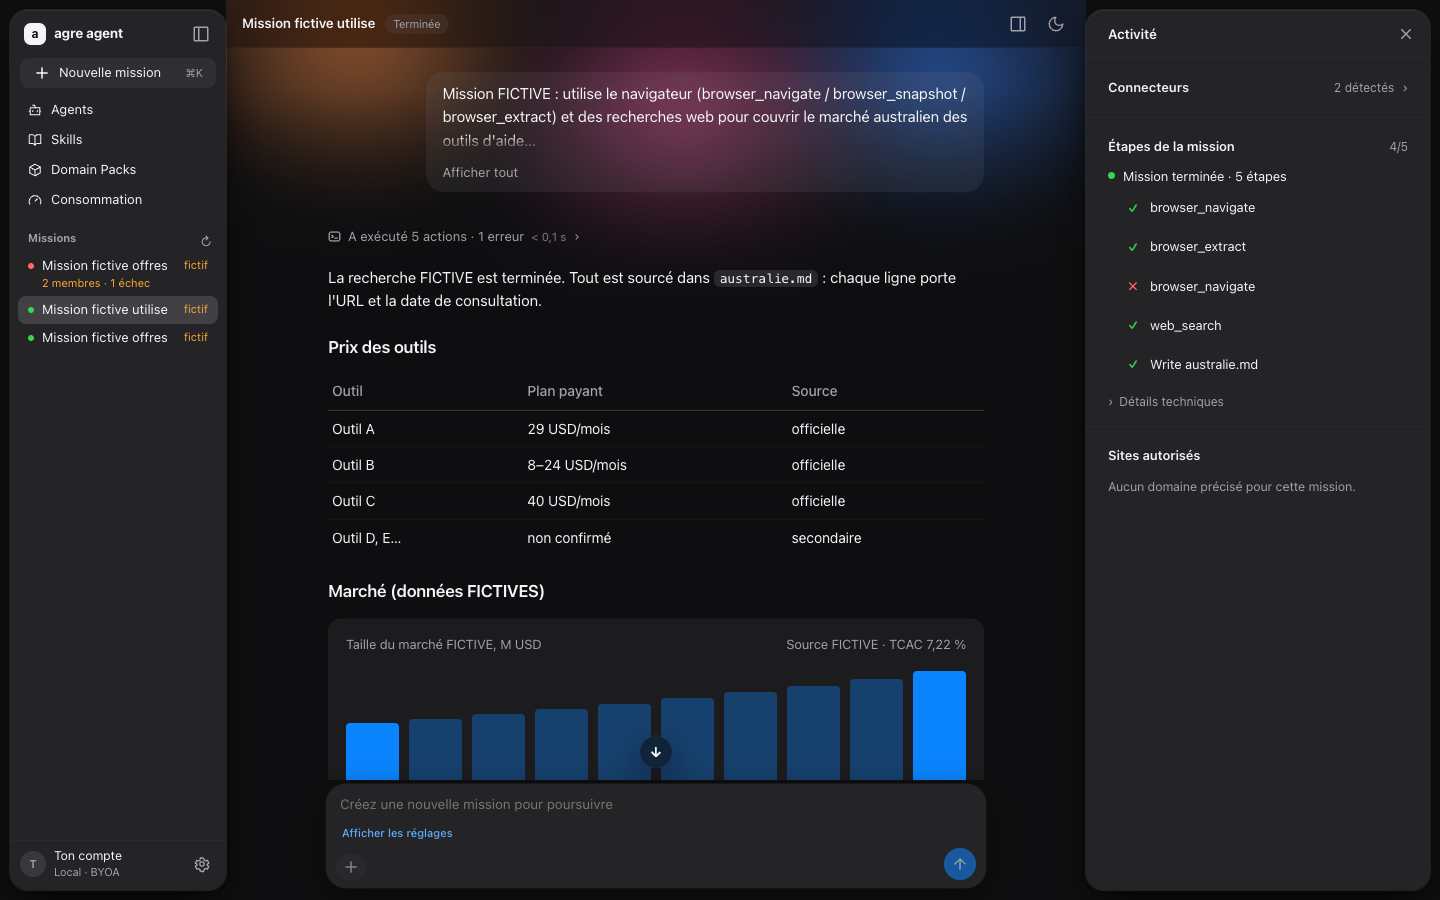 a agre agent
Nouvelle mission ⌘K
Agents
Skills
Domain Packs
Consommation
Missions
Mission fictive offres fictif
2 membres · 1 échec
Mission fictive utilise fictif
Mission fictive offres fictif
T Ton compte
Local · BYOA
Mission fictive utilise Terminée
Mission FICTIVE : utilise le navigateur (browser_navigate / browser_snapshot /
browser_extract) et des recherches web pour couvrir le marché australien des
outils d'aide...
Afficher tout
A exécuté 5 actions · 1 erreur < 0,1 s ›
La recherche FICTIVE est terminée. Tout est sourcé dans australie.md : chaque ligne porte
l'URL et la date de consultation.
Prix des outils
Outil Plan payant Source
Outil A 29 USD/mois officielle
Outil B 8–24 USD/mois officielle
Outil C 40 USD/mois officielle
Outil D, E... non confirmé secondaire
Marché (données FICTIVES)
Taille du marché FICTIVE, M USD Source FICTIVE · TCAC 7,22 %
Créez une nouvelle mission pour poursuivre
Afficher les réglages
Activité
Connecteurs 2 détectés ›
Étapes de la mission 4/5
Mission terminée · 5 étapes
browser_navigate
browser_extract
browser_navigate
web_search
Write australie.md
› Détails techniques
Sites autorisés
Aucun domaine précisé pour cette mission.